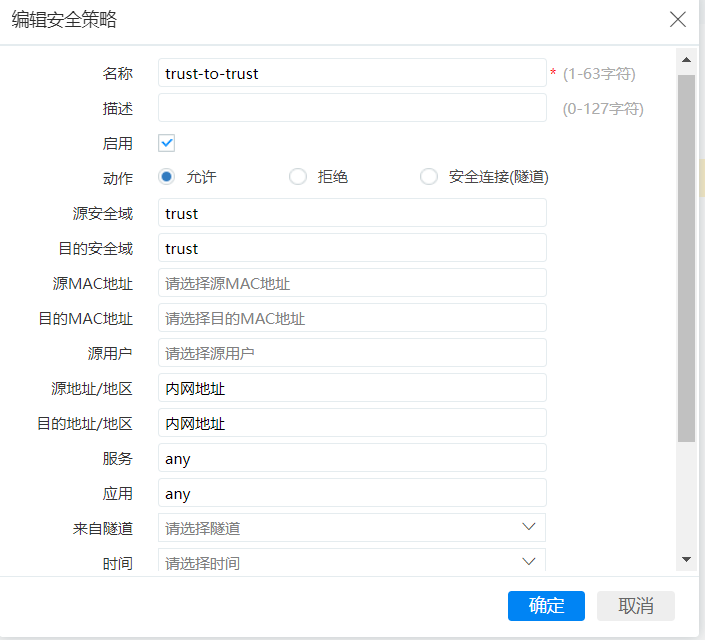 编辑安全策略
名称 trust-to-trust * (1-63字符)
描述 (0-127字符)
启用
动作 允许 拒绝 安全连接(隧道)
源安全域 trust
目的安全域 trust
源MAC地址 请选择源MAC地址
目的MAC地址 请选择目的MAC地址
源用户 请选择源用户
源地址/地区 内网地址
目的地址/地区 内网地址
服务 any
应用 any
来自隧道 请选择隧道
时间 请选择时间
确定 取消